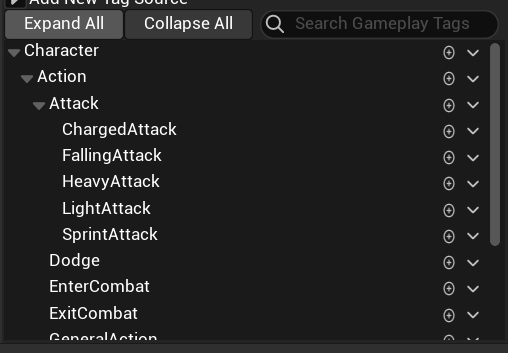 Add New Tag Source
Expand All
Collapse All
Search Gameplay Tags
Character
Action
Attack
ChargedAttack
FallingAttack
HeavyAttack
LightAttack
SprintAttack
Dodge
EnterCombat
ExitCombat
GeneralAction